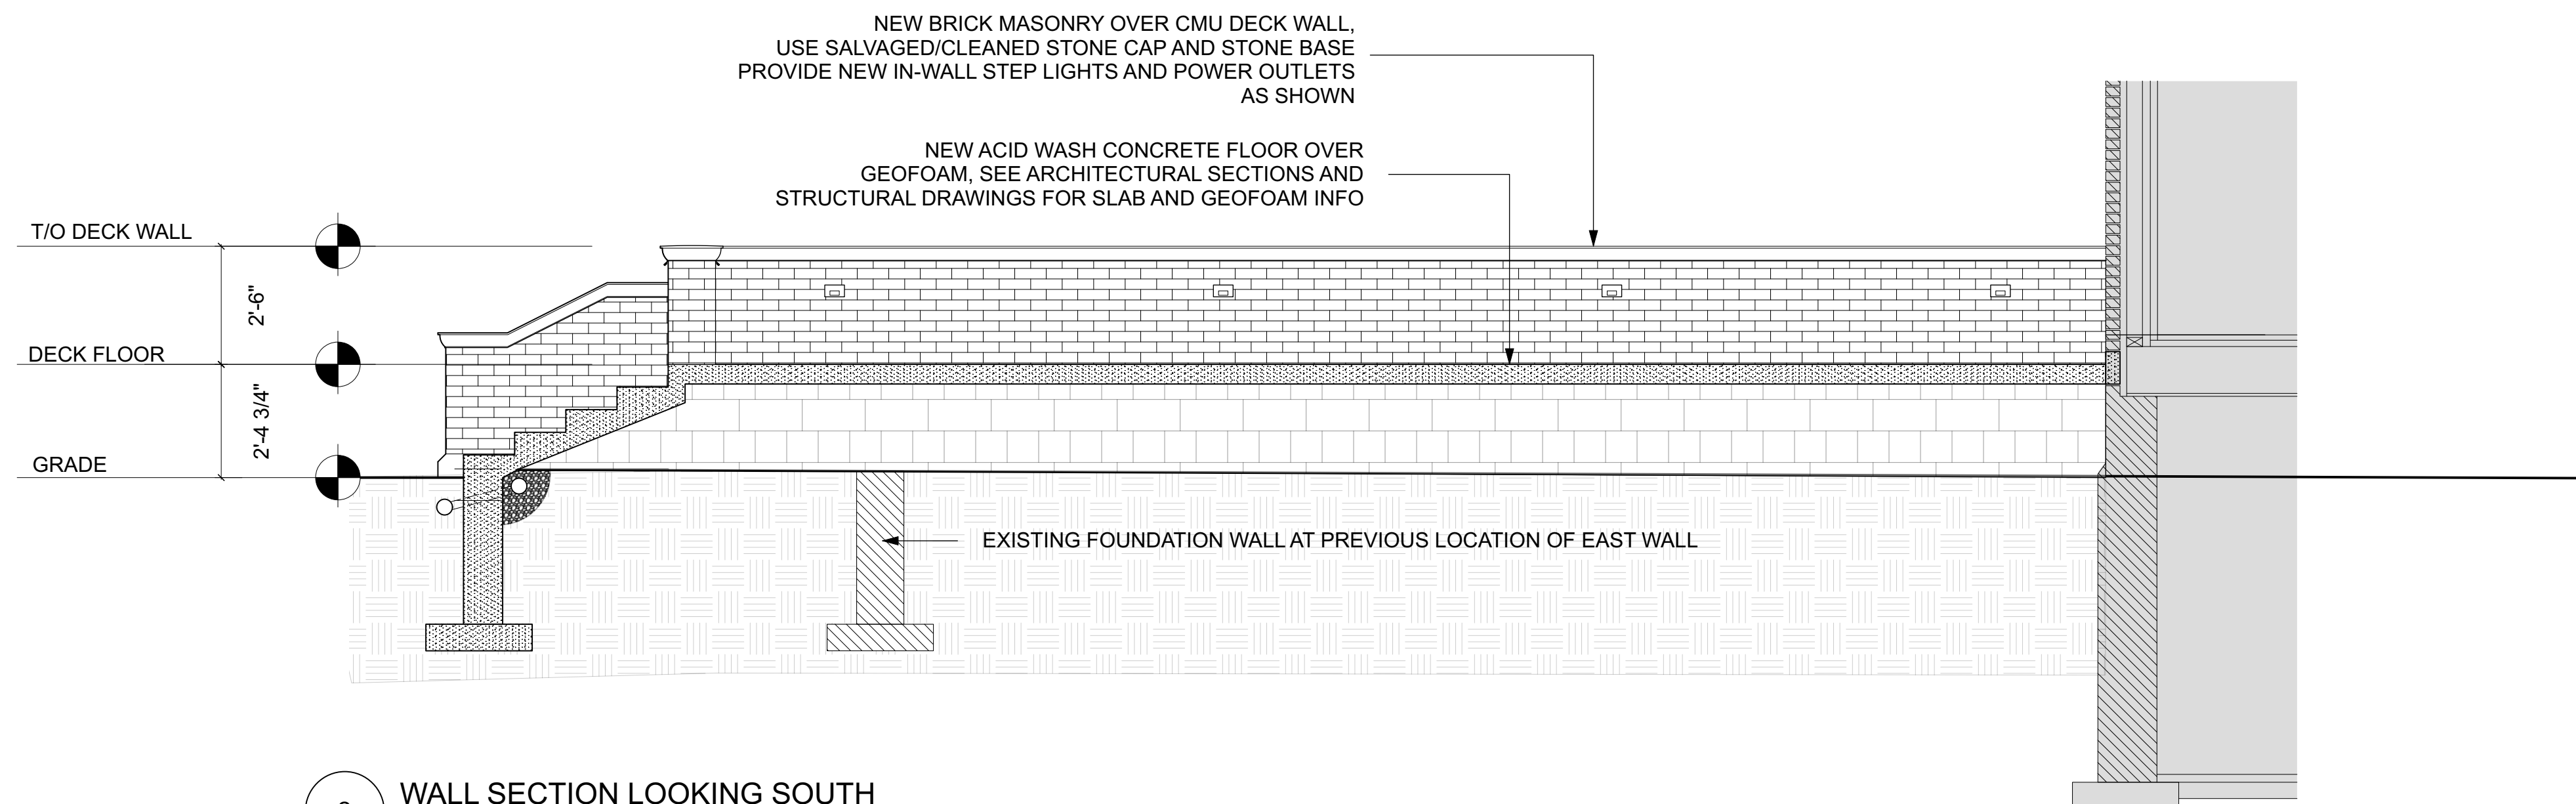 NEW BRICK MASONRY OVER CMU DECK WALL,
USE SALVAGED/CLEANED STONE CAP AND STONE BASE
PROVIDE NEW IN-WALL STEP LIGHTS AND POWER OUTLETS
AS SHOWN
NEW ACID WASH CONCRETE FLOOR OVER
GEOFOAM, SEE ARCHITECTURAL SECTIONS AND
STRUCTURAL DRAWINGS FOR SLAB AND GEOFOAM INFO
T/O DECK WALL
2'-6"
DECK FLOOR
2'-4 3/4"
GRADE
EXISTING FOUNDATION WALL AT PREVIOUS LOCATION OF EAST WALL
WALL SECTION LOOKING SOUTH